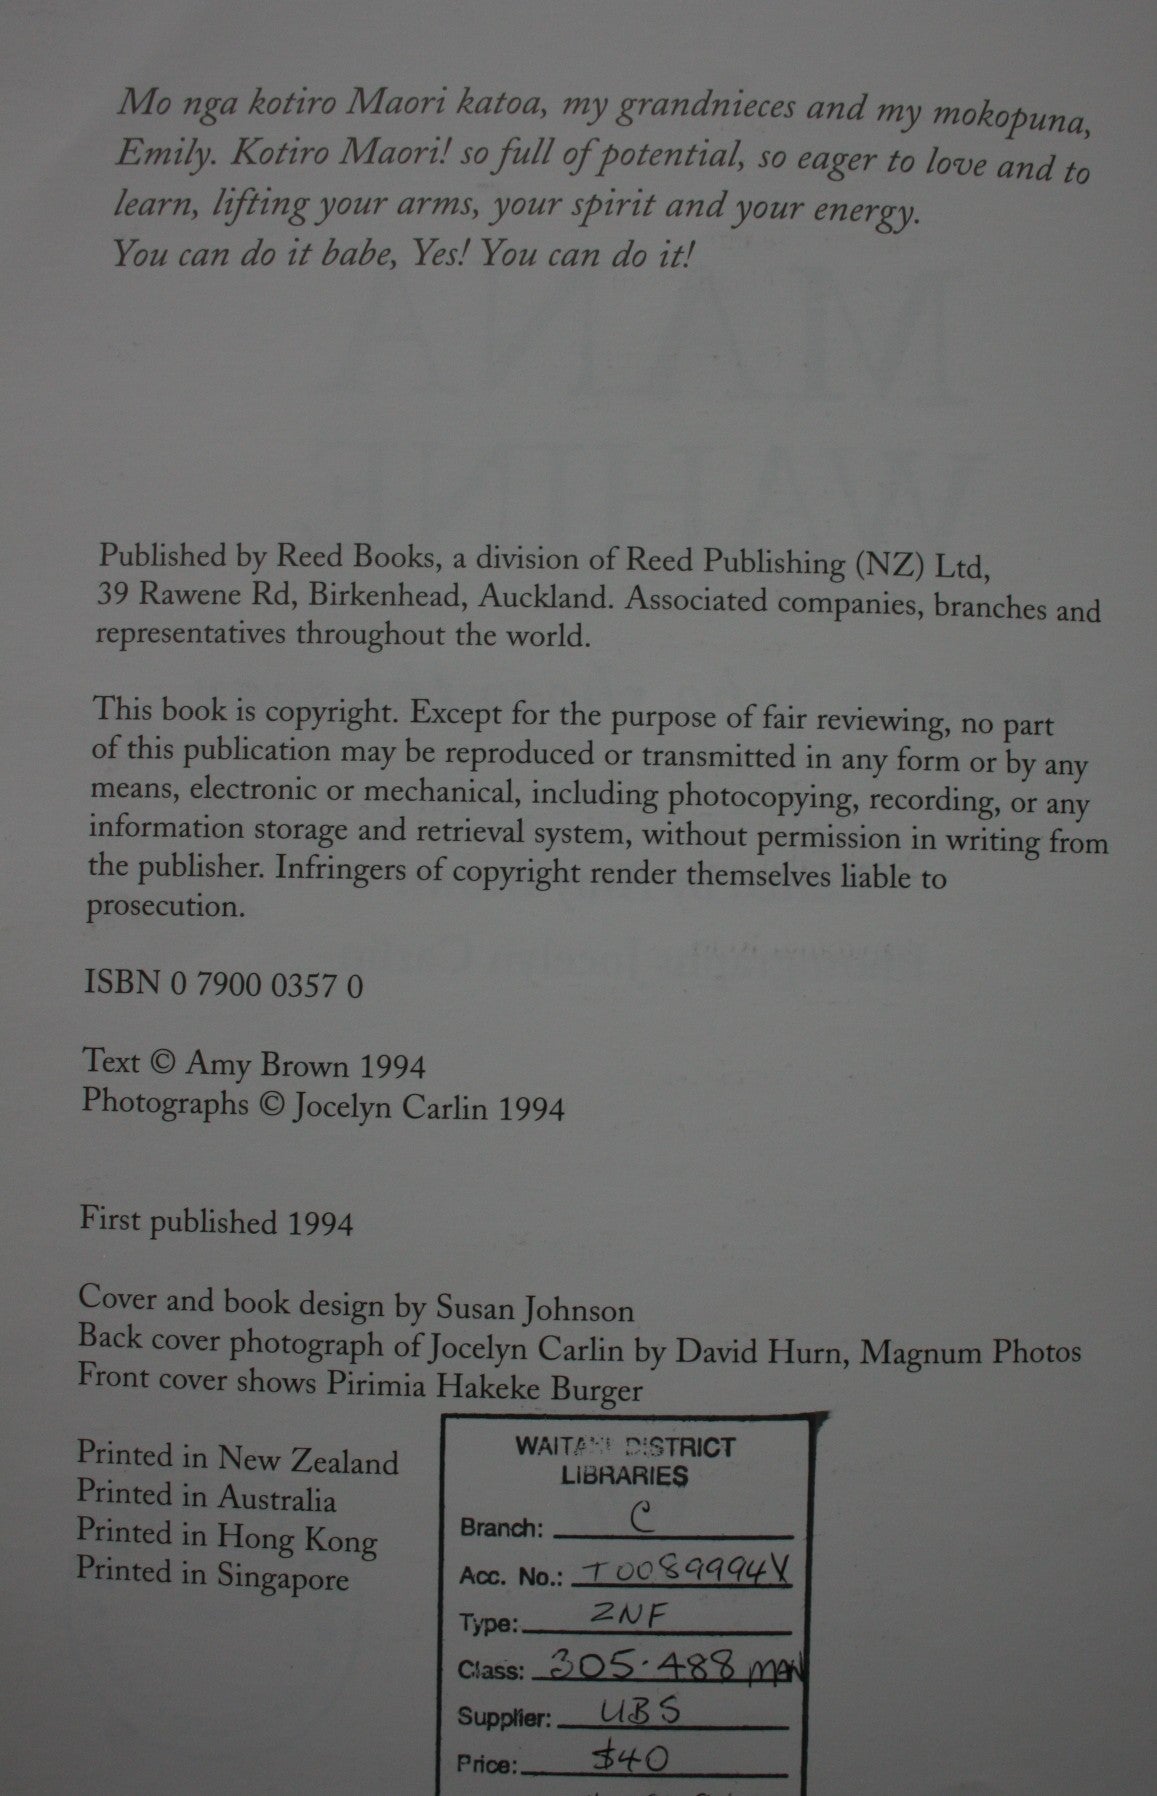 Mo nga kotiro Maori katoa, my grandnieces and my mokopuna,
Emily. Kotiro Maori! so full of potential, so eager to love and to
learn, lifting your arms, your spirit and your energy.
You can do it babe, Yes! You can do it!
Published by Reed Books, a division of Reed Publishing (NZ) Ltd,
39 Rawene Rd, Birkenhead, Auckland. Associated companies, branches and
representatives throughout the world.
This book is copyright. Except for the purpose of fair reviewing, no part
of this publication may be reproduced or transmitted in any form or by any
means, electronic or mechanical, including photocopying, recording, or any
information storage and retrieval system, without permission in writing from
the publisher. Infringers of copyright render themselves liable to
prosecution.
ISBN 0 7900 0357 0
Text © Amy Brown 1994
Photographs © Jocelyn Carlin 1994
First published 1994
Cover and book design by Susan Johnson
Back cover photograph of Jocelyn Carlin by David Hurn, Magnum Photos
Front cover shows Pirimia Hakeke Burger
Printed in New Zealand
Printed in Australia
Printed in Hong Kong
Printed in Singapore
WAITAKI DISTRICT
LIBRARIES
Branch: C
Acc. No.: T0089994X
Type: ZNF
Class: 305.488 MAN
Supplier: UBS
Price: $40